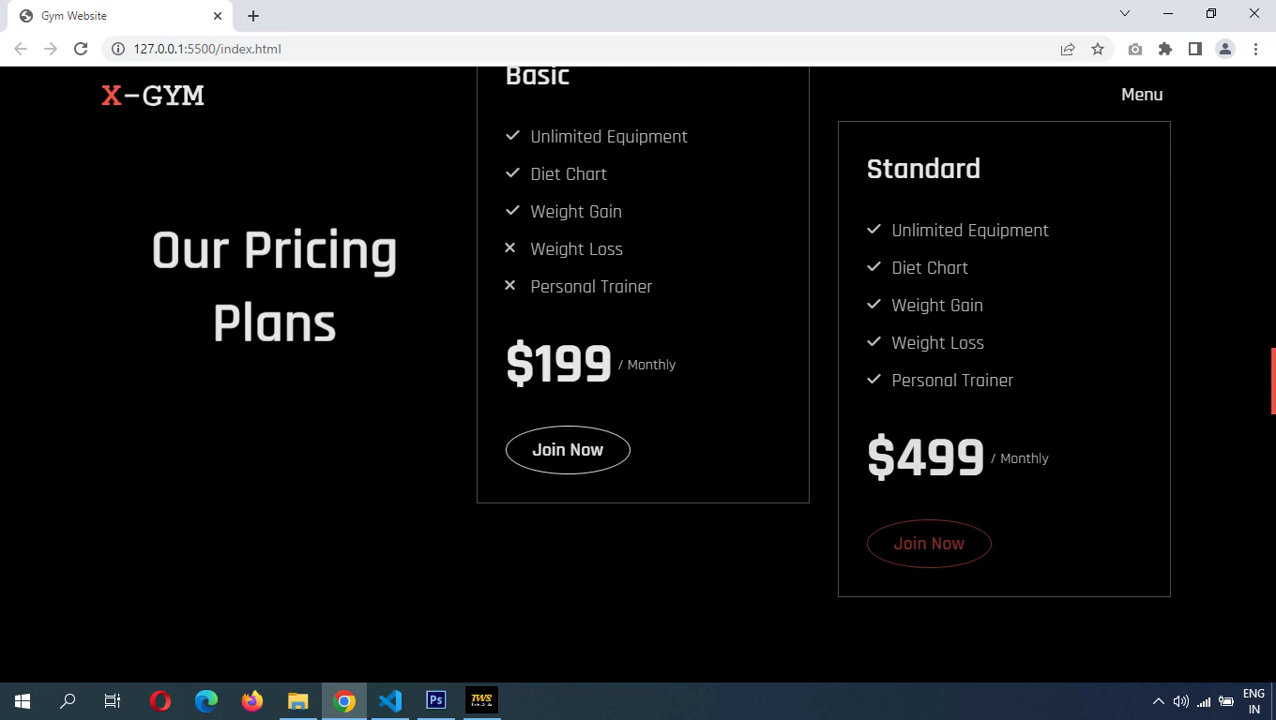 Gym Website
127.0.0.1:5500/index.html
X-GYM
Menu
Our Pricing
Plans
Basic
Unlimited Equipment
Diet Chart
Weight Gain
Weight Loss
Personal Trainer
$199 / Monthly
Join Now
Standard
Unlimited Equipment
Diet Chart
Weight Gain
Weight Loss
Personal Trainer
$499 / Monthly
Join Now
Ps
TWS
ENG
IN